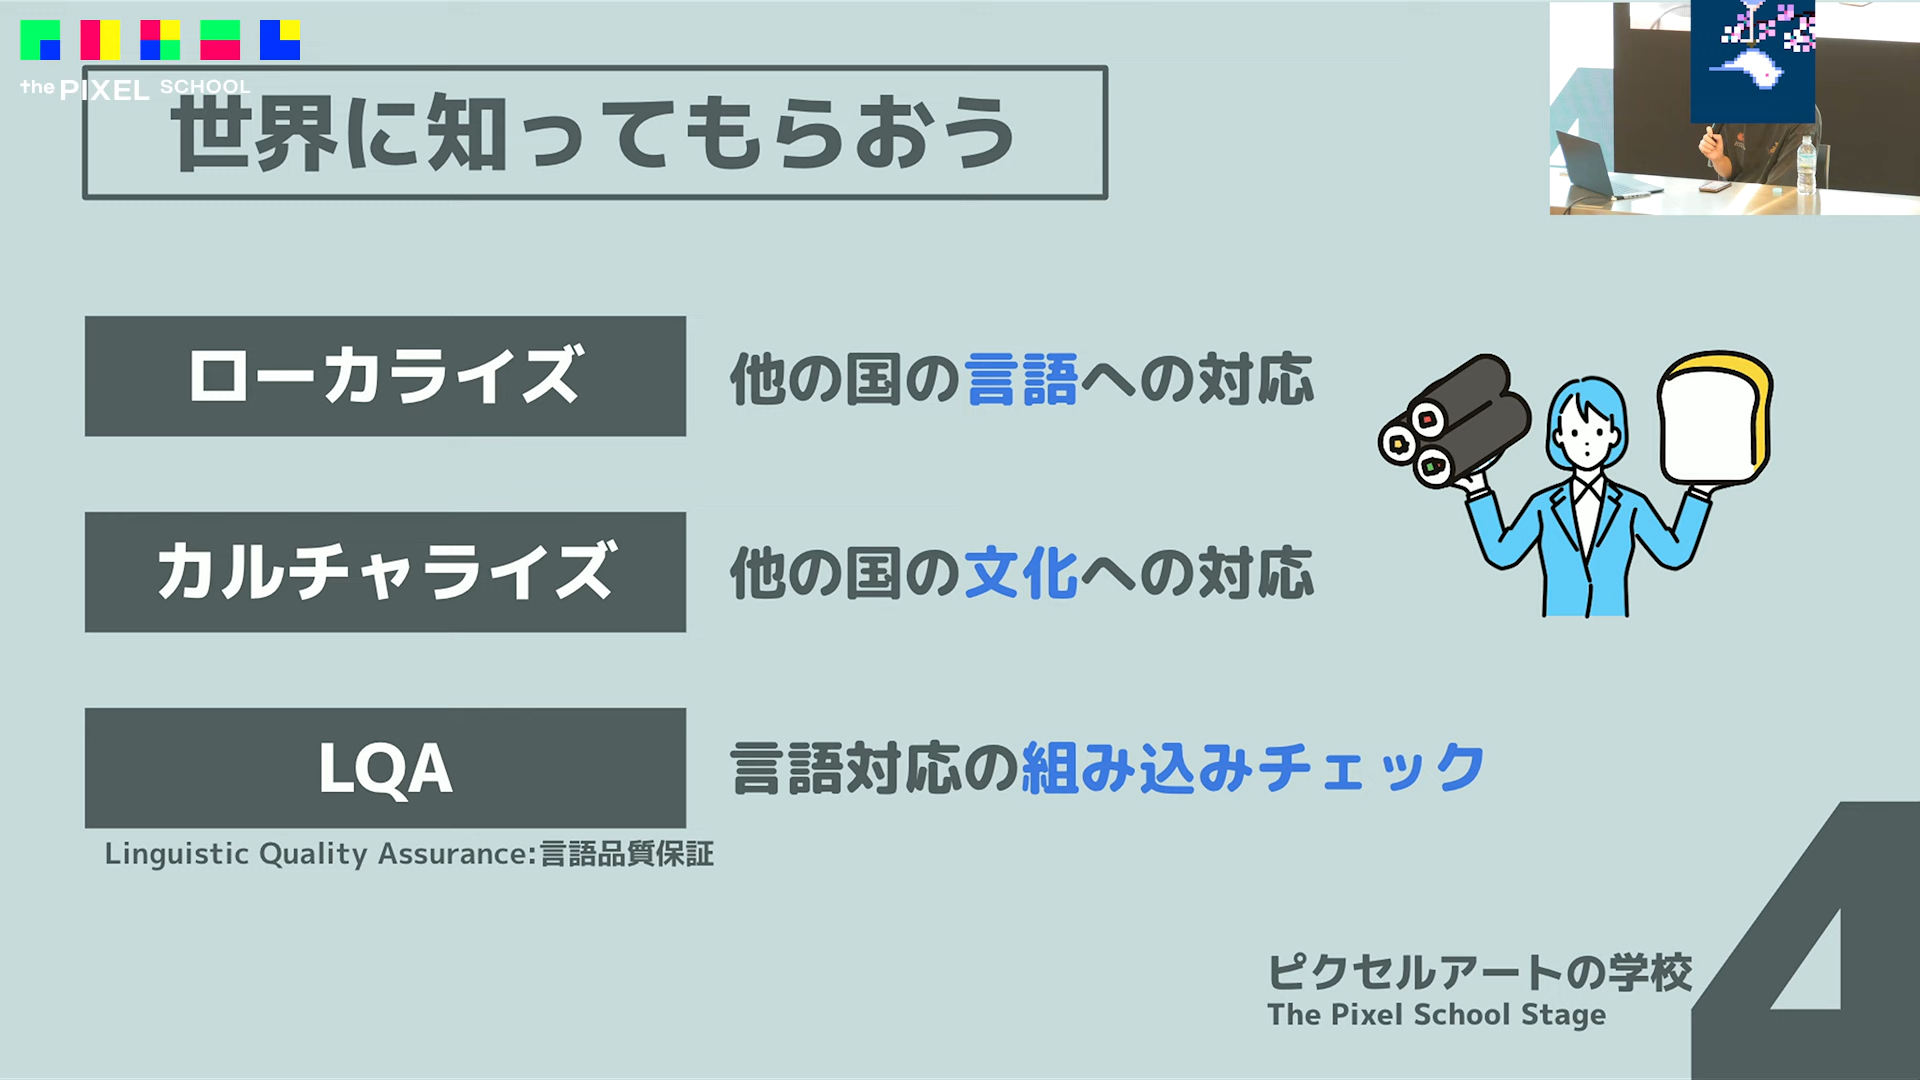 the PIXEL SCHOOL
世界に知ってもらおう
ローカライズ
他の国の言語への対応
カルチャライズ
他の国の文化への対応
LQA
言語対応の組み込みチェック
Linguistic Quality Assurance:言語品質保証
ピクセルアートの学校
The Pixel School Stage
4